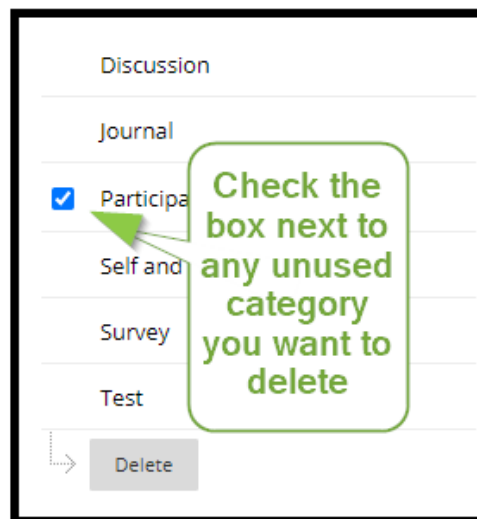 Discussion
Journal
Participa
Self and
Survey
Test
Delete
Check the
box next to
any unused
category
you want to
delete